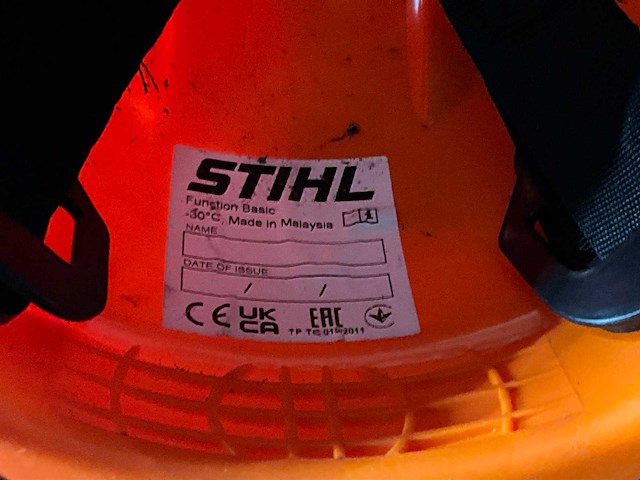 STIHL
Function Basic
-30°C, Made in Malaysia
NAME
DATE OF ISSUE
/ /
CE UK CA EAC
TP TC 019/2011